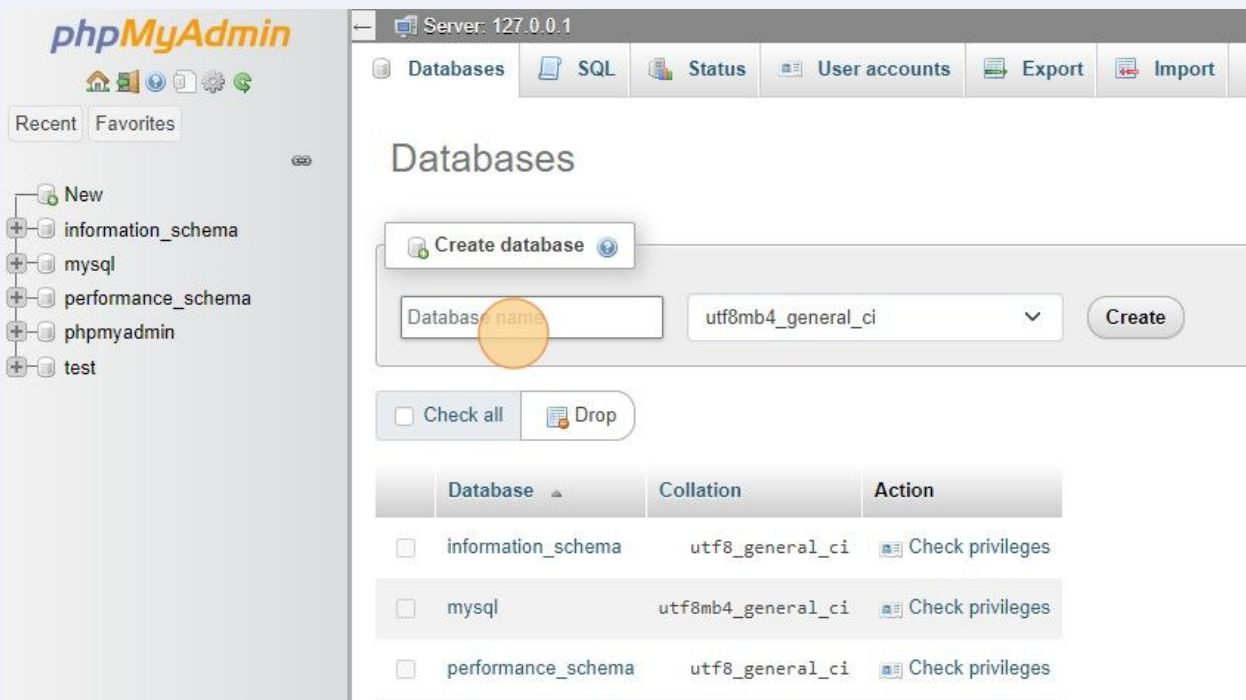 phpMyAdmin
Recent Favorites
New
information_schema
mysql
performance_schema
phpmyadmin
test
Server: 127.0.0.1
Databases SQL Status User accounts Export Import
Databases
Create database
Database name utf8mb4_general_ci Create
Check all Drop
Database Collation Action
information_schema utf8_general_ci Check privileges
mysql utf8mb4_general_ci Check privileges
performance_schema utf8_general_ci Check privileges